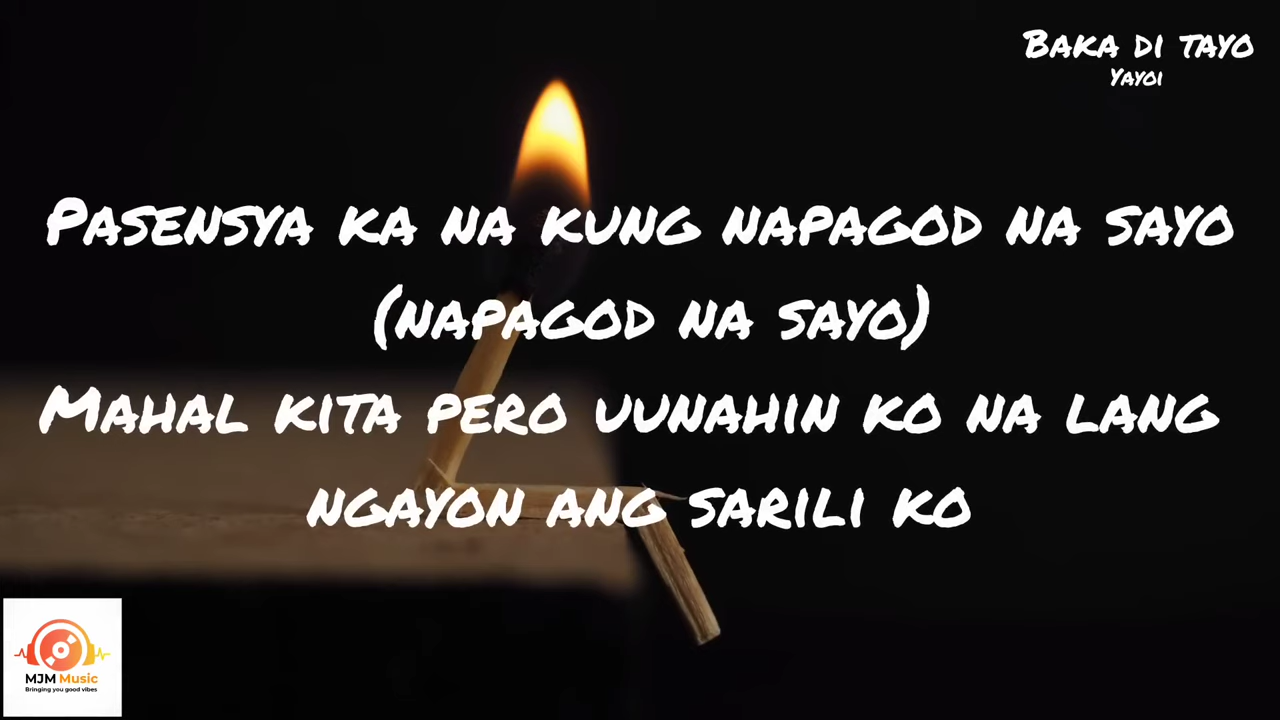 Baka di tayo
Yayoi
Pasensya ka na kung napagod na sayo
(napagod na sayo)
Mahal kita pero uunahin ko na lang
ngayon ang sarili ko
MJM Music
Bringing you good vibes